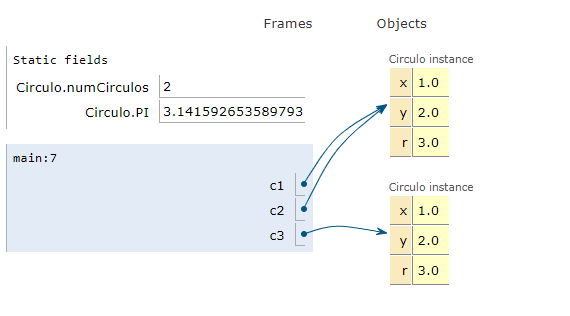 Frames Objects
Static fields
Circulo.numCirculos 2
Circulo.PI 3.141592653589793
main:7
c1
c2
c3
Circulo instance
x 1.0
y 2.0
r 3.0
Circulo instance
x 1.0
y 2.0
r 3.0